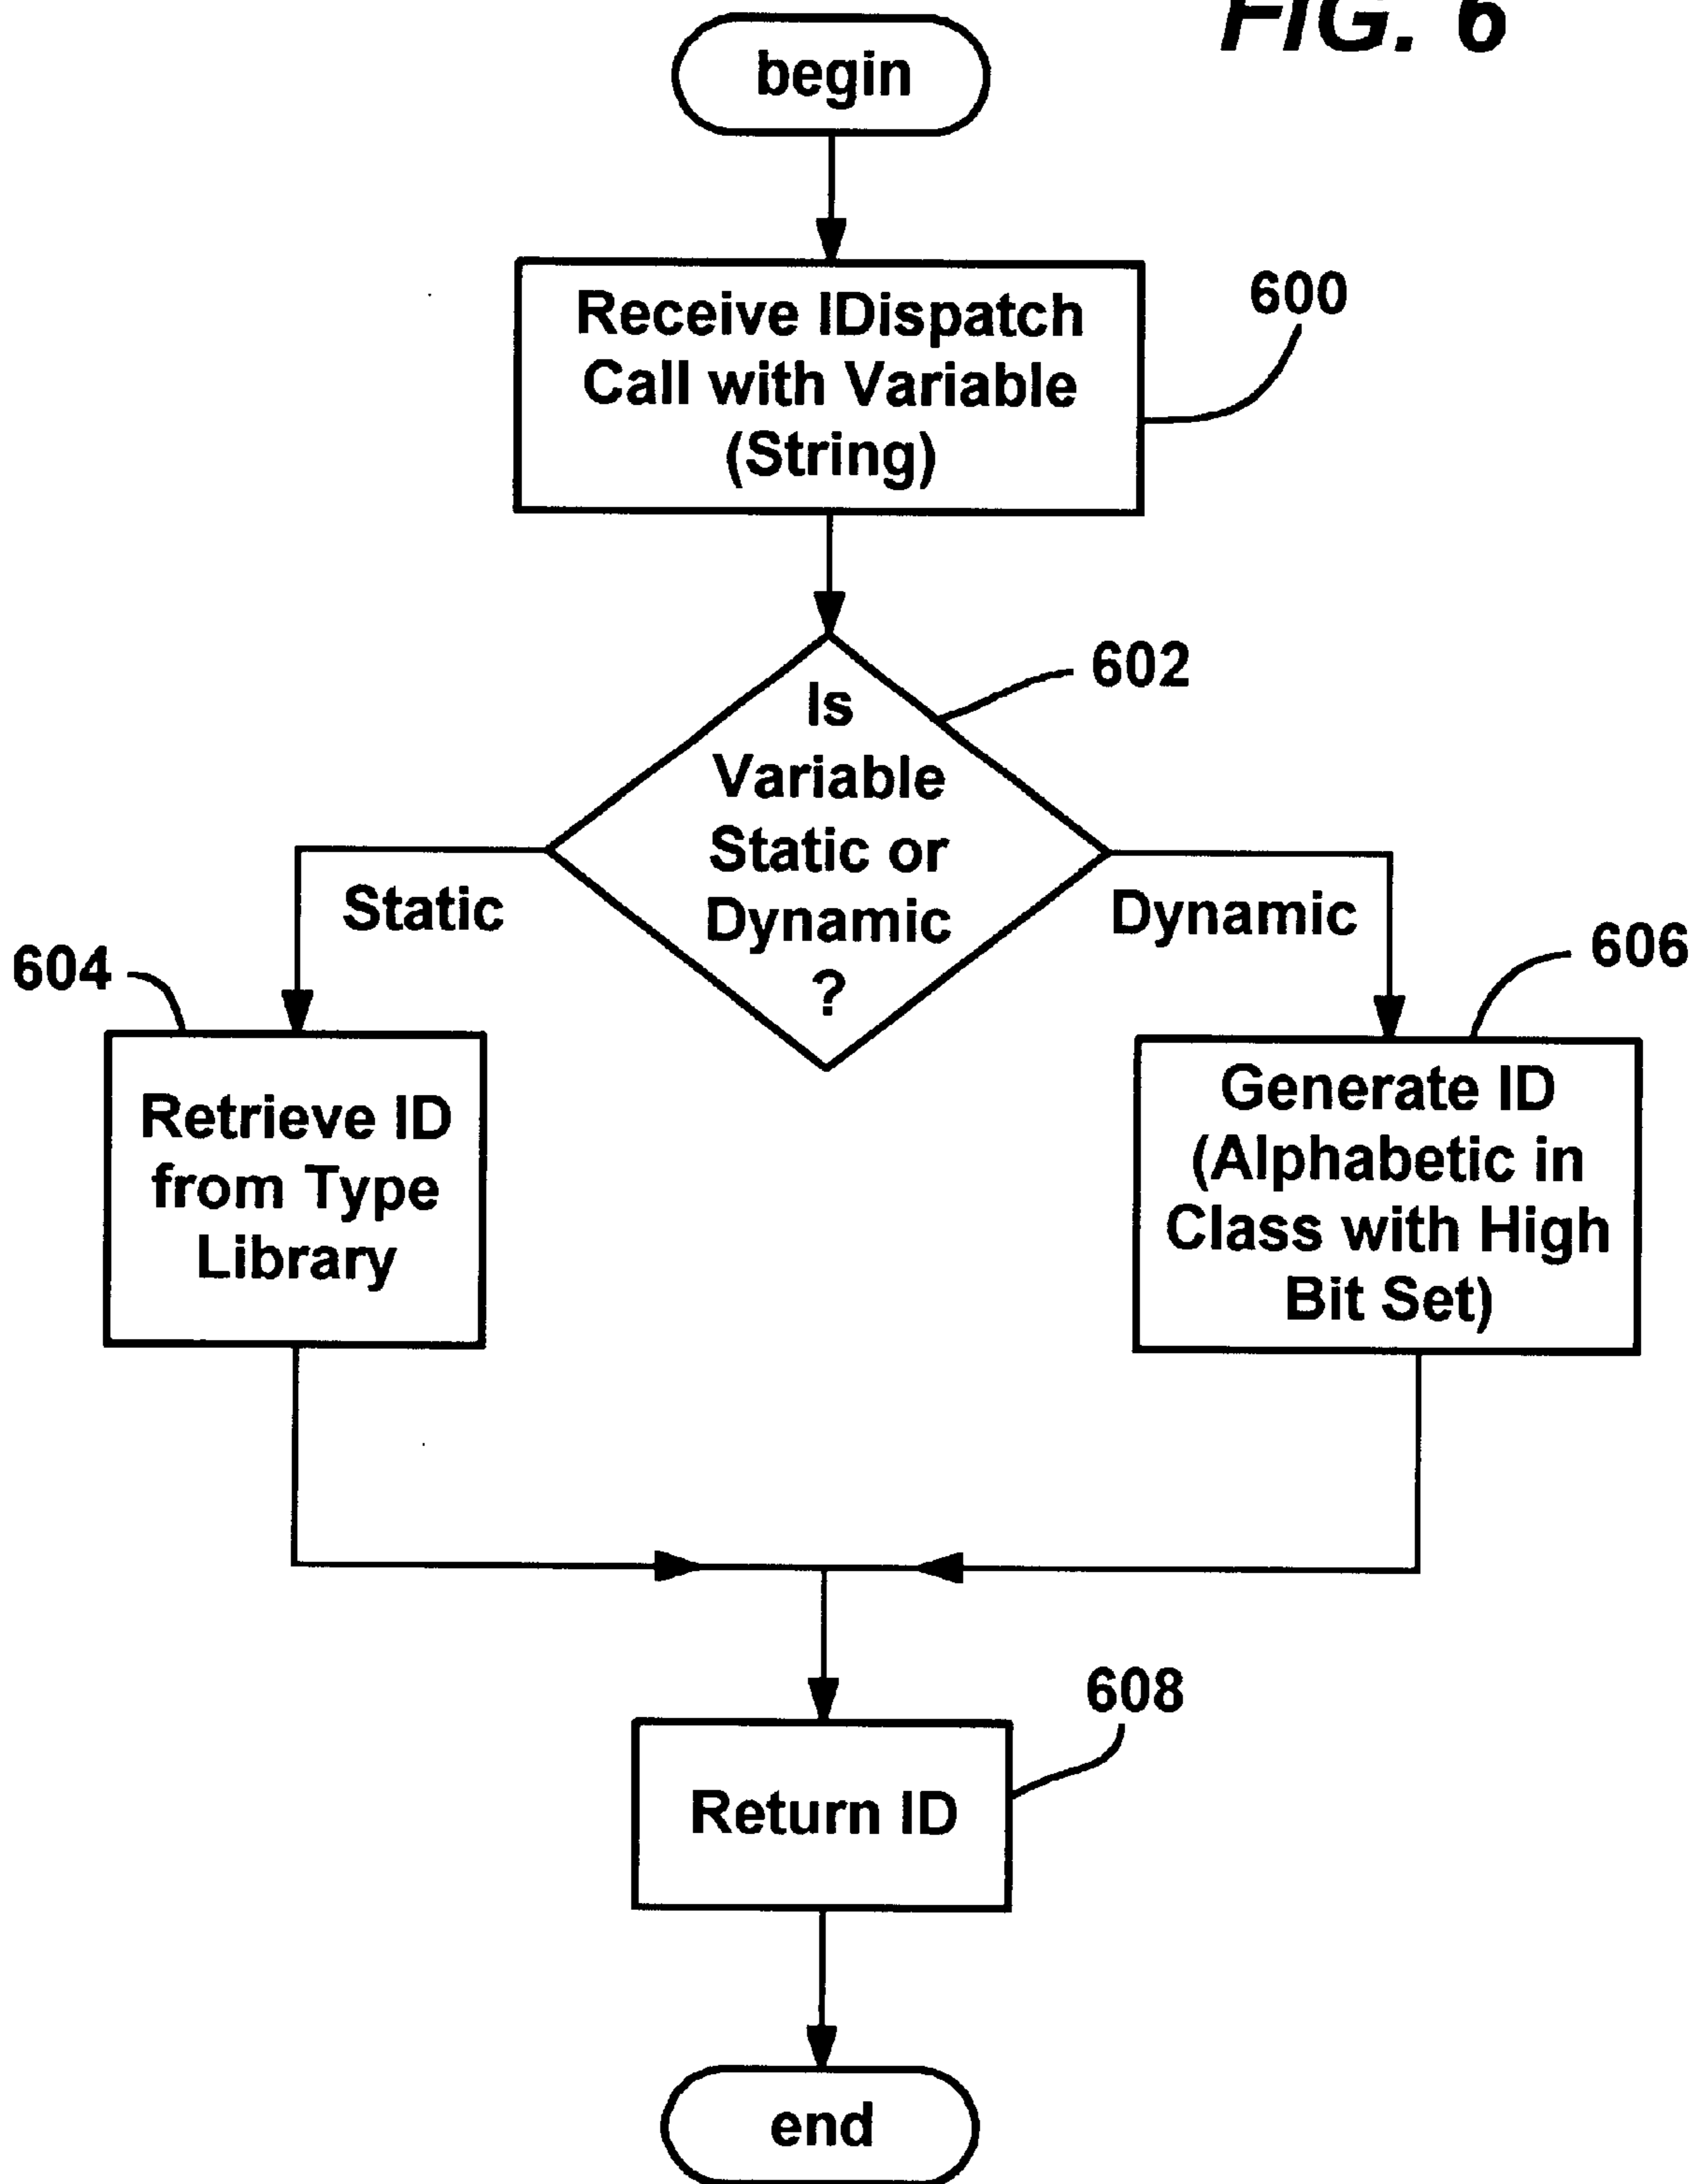 FIG. 6
begin
Receive IDispatch
Call with Variable
(String)
600
602
Is
Variable
Static or
Dynamic
?
Static
Dynamic
604
606
Retrieve ID
from Type
Library
Generate ID
(Alphabetic in
Class with High
Bit Set)
608
Return ID
end